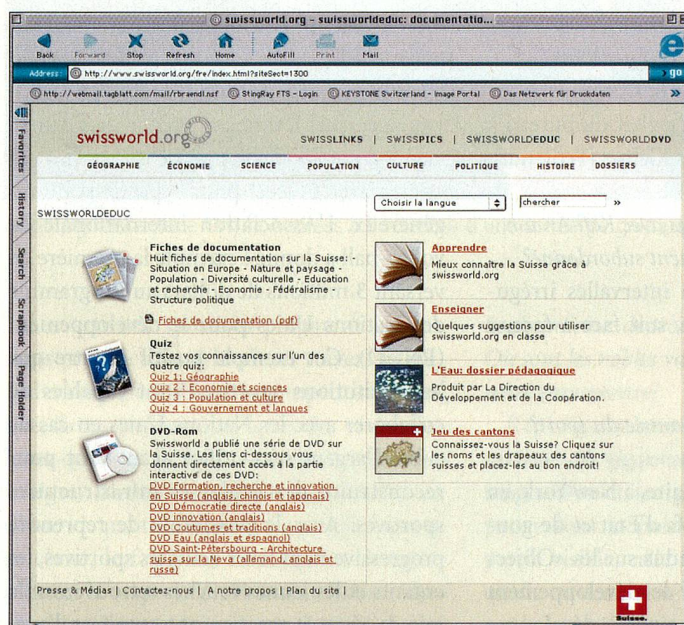 swissworld.org – swissworldeduc: documentatio...
Back Forward Stop Refresh Home AutoFill Print Mail
Address: http://www.swissworld.org/fre/index.html?siteSect=1300 go
http://webmail.tagblatt.com/mail/rbraendl.nsf StingRay FTS - Login KEYSTONE Switzerland - Image Portal Das Netzwerk für Druckdaten »
Favorites
History
Search
Scrapbook
Page Holder
swissworld.org
SWISSLINKS | SWISSPICS | SWISSWORLDEDUC | SWISSWORLDDVD
GÉOGRAPHIE ÉCONOMIE SCIENCE POPULATION CULTURE POLITIQUE HISTOIRE DOSSIERS
Choisir la langue chercher »
SWISSWORLDEDUC
Fiches de documentation
Huit fiches de documentation sur la Suisse:
Situation en Europe - Nature et paysage -
Population - Diversité culturelle - Education
et recherche - Economie - Fédéralisme -
Structure politique
Fiches de documentation (pdf)
Quiz
Testez vos connaissances sur l'un des
quatre quiz:
Quiz 1: Géographie
Quiz 2 : Economie et sciences
Quiz 3 : Population et culture
Quiz 4 : Gouvernement et langues
DVD-Rom
Swissworld a publié une série de DVD sur
la Suisse. Les liens ci-dessous vous
donnent directement accès à la partie
interactive de ces DVD:
DVD Formation, recherche et innovation
en Suisse (anglais, chinois et japonais)
DVD Démocratie directe (anglais)
DVD innovation (anglais)
DVD Coutumes et traditions (anglais)
DVD Eau (anglais et espagnol)
DVD Saint-Pétersbourg - Architecture
suisse sur la Neva (allemand, anglais et
russe)
Apprendre
Mieux connaître la Suisse grâce à
swissworld.org
Enseigner
Quelques suggestions pour utiliser
swissworld.org en classe
L'Eau: dossier pédagogique
Produit par La Direction du
Développement et de la Coopération.
Jeu des cantons
Connaissez-vous la Suisse? Cliquez sur
les noms et les drapeaux des cantons
suisses et placez-les au bon endroit!
Presse & Médias | Contactez-nous | A notre propos | Plan du site |
Suisse.